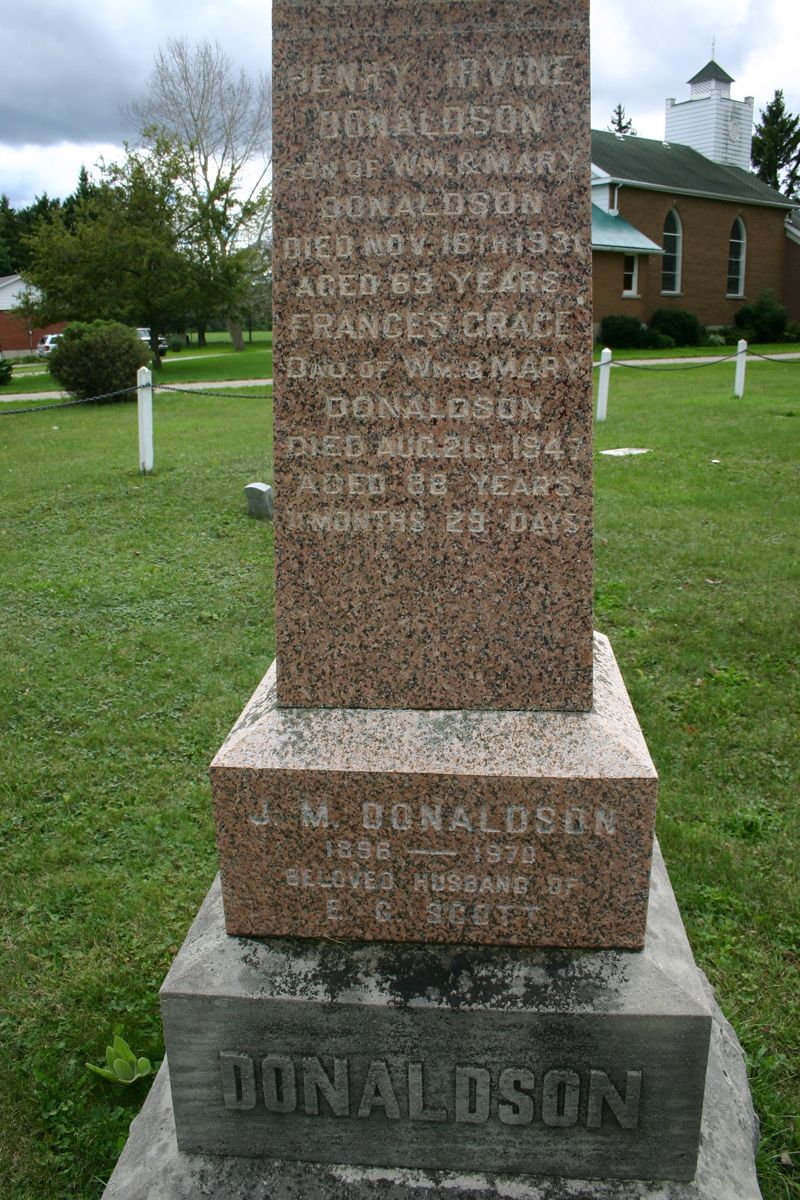 HENRY IRVINE
DONALDSON
SON OF WM. & MARY
DONALDSON
DIED NOV. 16TH 1931
AGED 63 YEARS
FRANCES GRACE
DAU. OF WM. & MARY
DONALDSON
DIED AUG. 21ST 1947
AGED 88 YEARS
MONTHS 29 DAYS
J. M. DONALDSON
1896 — 1970
BELOVED HUSBAND OF
E. G. SCOTT
DONALDSON